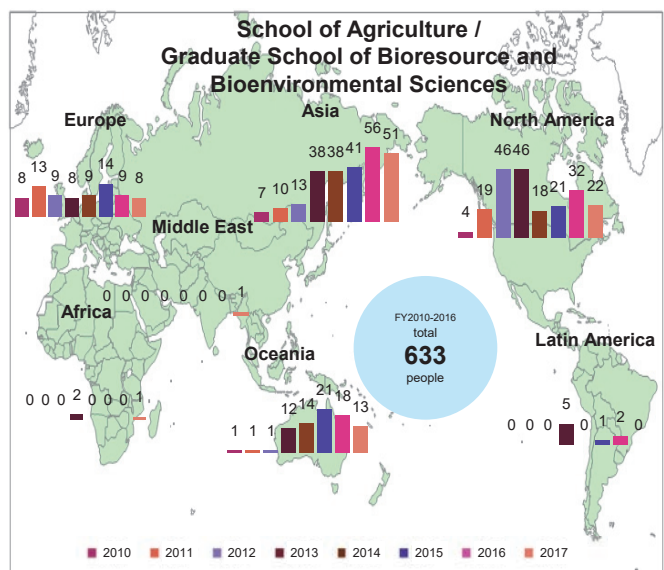 School of Agriculture /
Graduate School of Bioresource and
Bioenvironmental Sciences
Europe
8 13 9 8 9 14 9 8
Asia
7 10 13 38 38 41 56 51
North America
4 19 46 46 18 21 32 22
Middle East
0 0 0 0 0 0 0 1
Africa
0 0 0 2 0 0 0 1
Oceania
1 1 1 12 14 21 18 13
FY2010-2016
total
633
people
Latin America
0 0 0 5 0 1 2 0
2010 2011 2012 2013 2014 2015 2016 2017